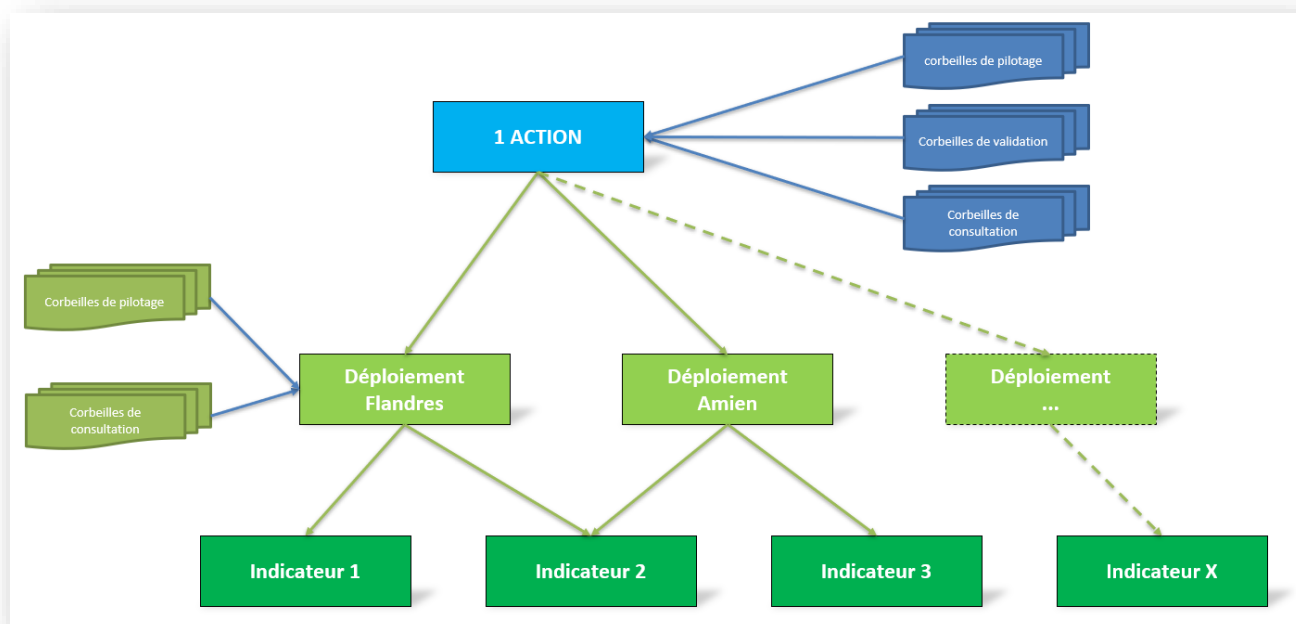 corbeilles de pilotage
1 ACTION
Corbeilles de validation
Corbeilles de
consultation
Corbeilles de pilotage
Déploiement
Flandres
Déploiement
Amien
Déploiement
...
Corbeilles de
consultation
Indicateur 1
Indicateur 2
Indicateur 3
Indicateur X